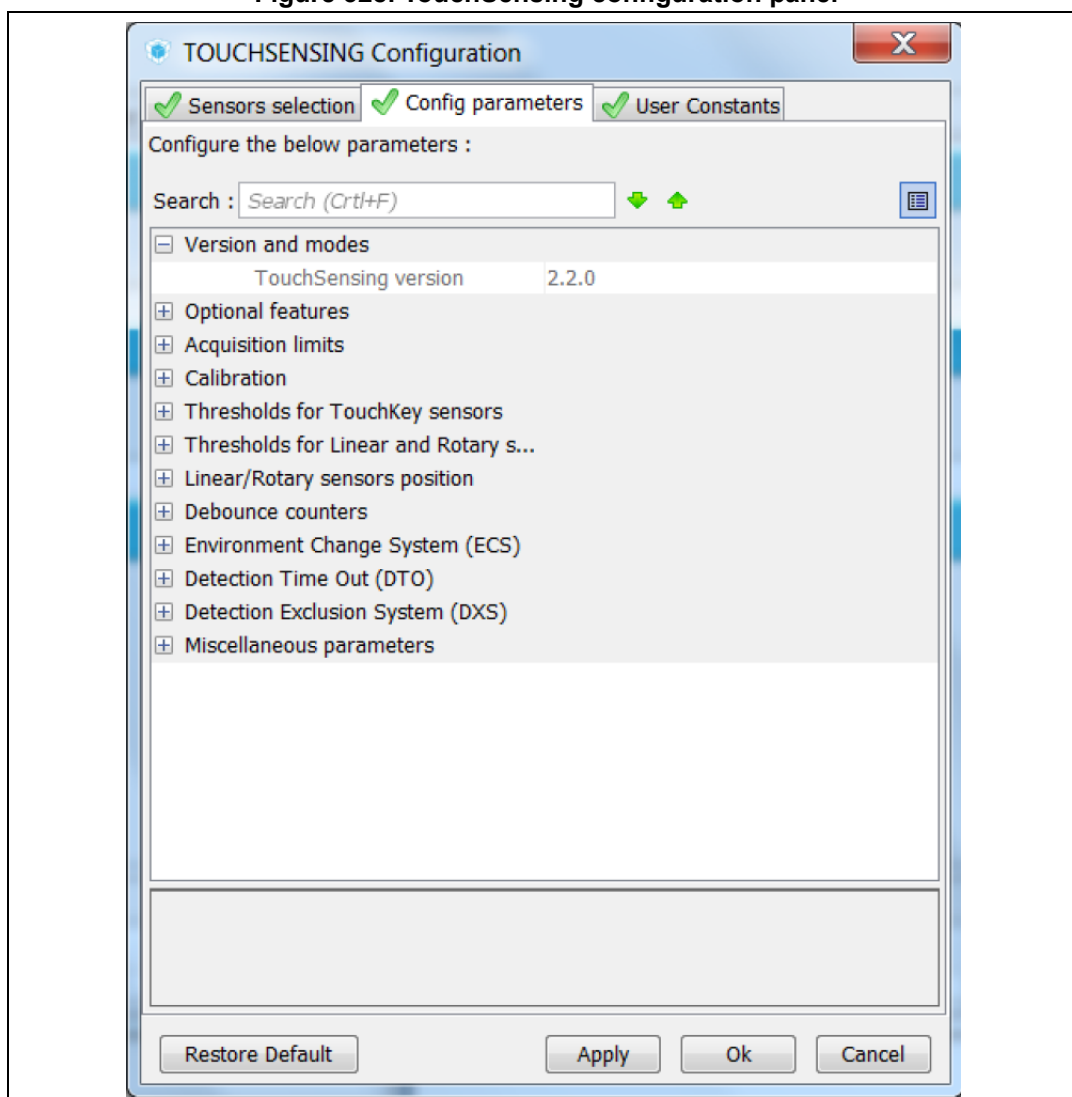 TOUCHSENSING Configuration
X
Sensors selection Config parameters User Constants
Configure the below parameters :
Search : Search (Crtl+F)
Version and modes
TouchSensing version 2.2.0
Optional features
Acquisition limits
Calibration
Thresholds for TouchKey sensors
Thresholds for Linear and Rotary s...
Linear/Rotary sensors position
Debounce counters
Environment Change System (ECS)
Detection Time Out (DTO)
Detection Exclusion System (DXS)
Miscellaneous parameters
Restore Default Apply Ok Cancel